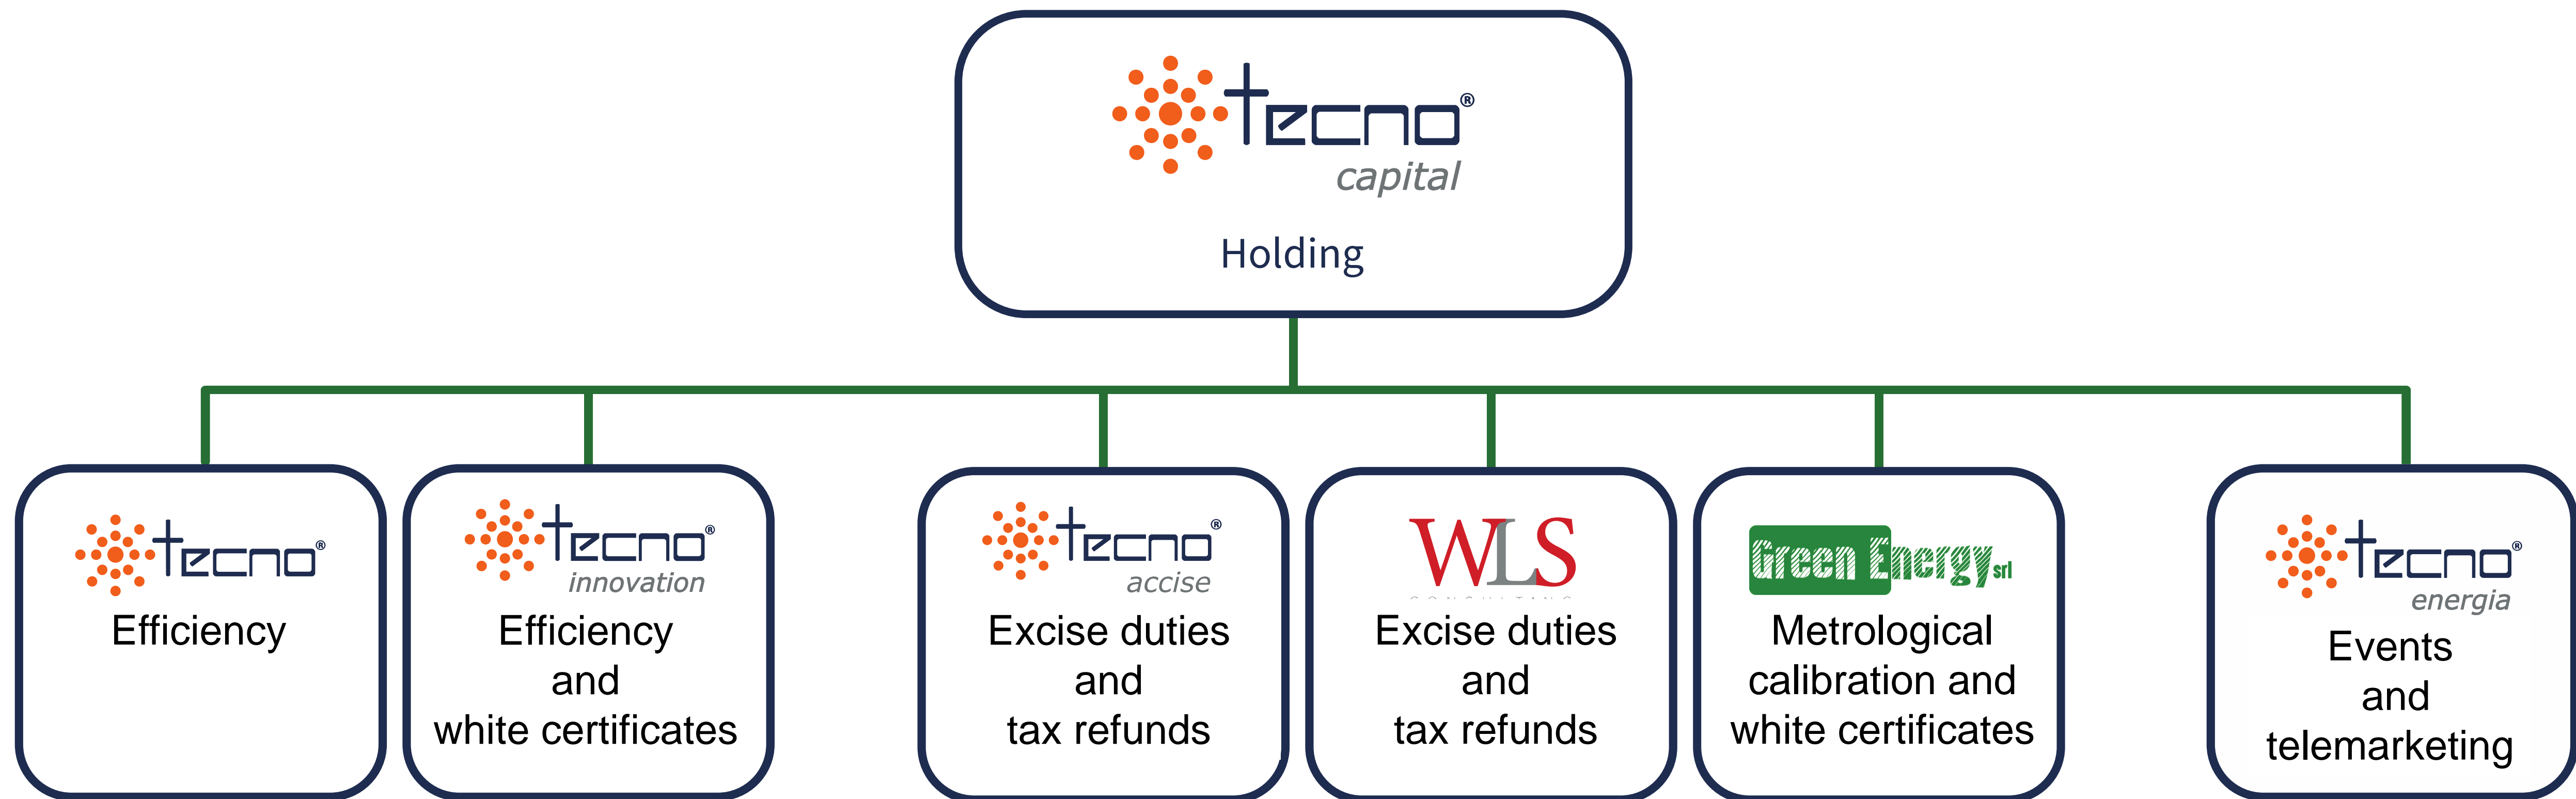 tecno®
capital
Holding
tecno®
Efficiency
tecno®
innovation
Efficiency
and
white certificates
tecno®
accise
Excise duties
and
tax refunds
WLS
Excise duties
and
tax refunds
Green Energy srl
Metrological
calibration and
white certificates
tecno®
energia
Events
and
telemarketing